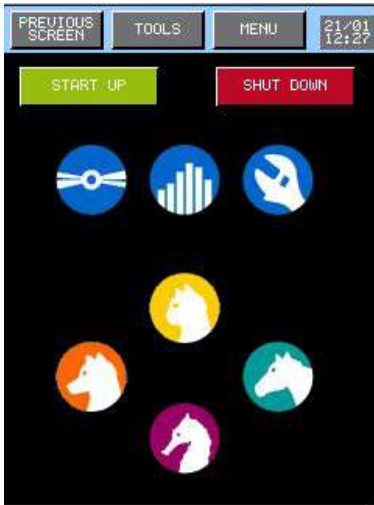 PREVIOUS
SCREEN
TOOLS
MENU
21/01
12:27
START UP
SHUT DOWN